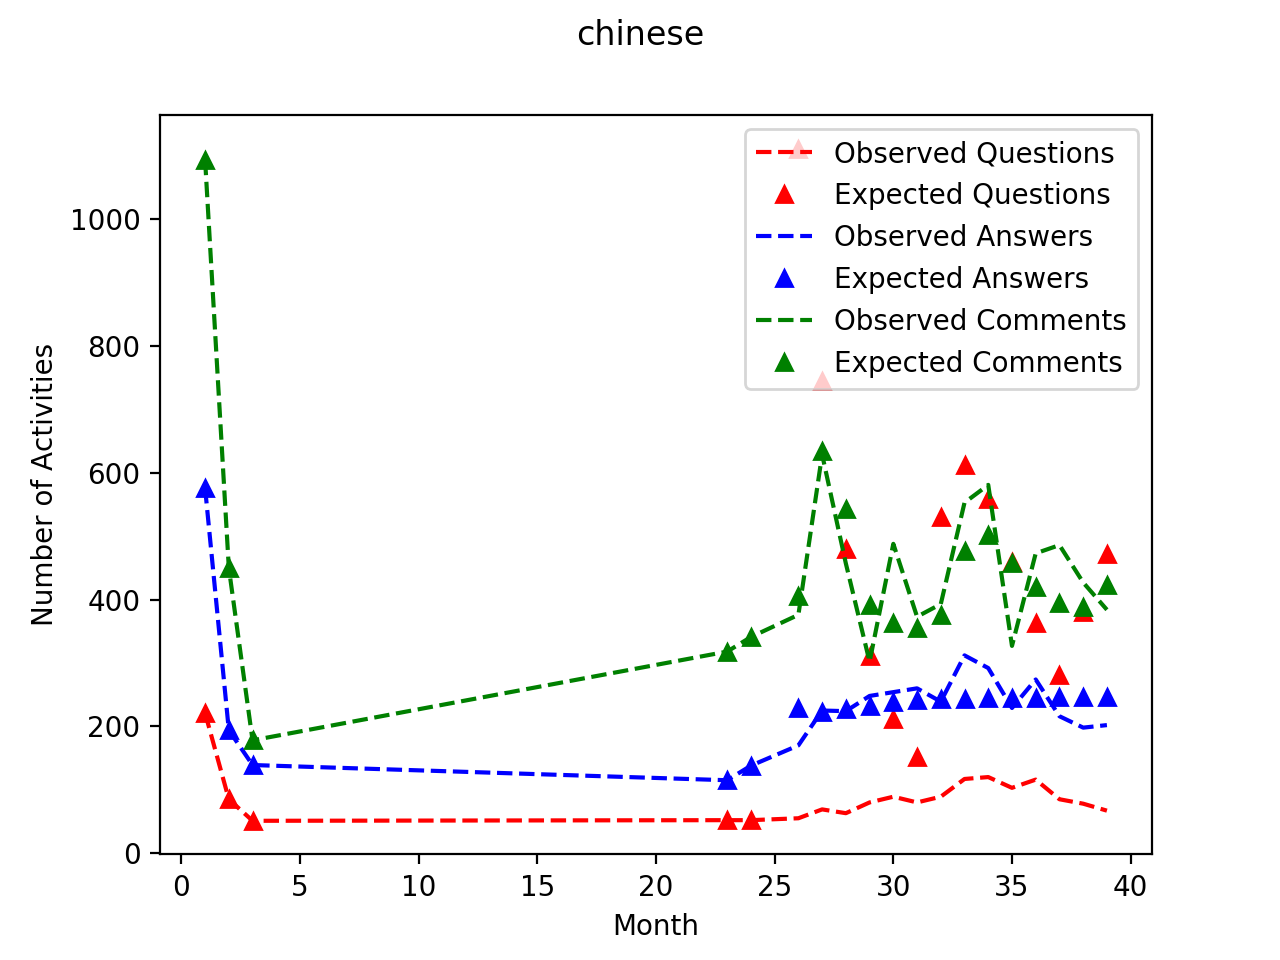 chinese
Number of Activities
1000
800
600
400
200
0
Observed Questions
Expected Questions
Observed Answers
Expected Answers
Observed Comments
Expected Comments
0 5 10 15 20 25 30 35 40
Month